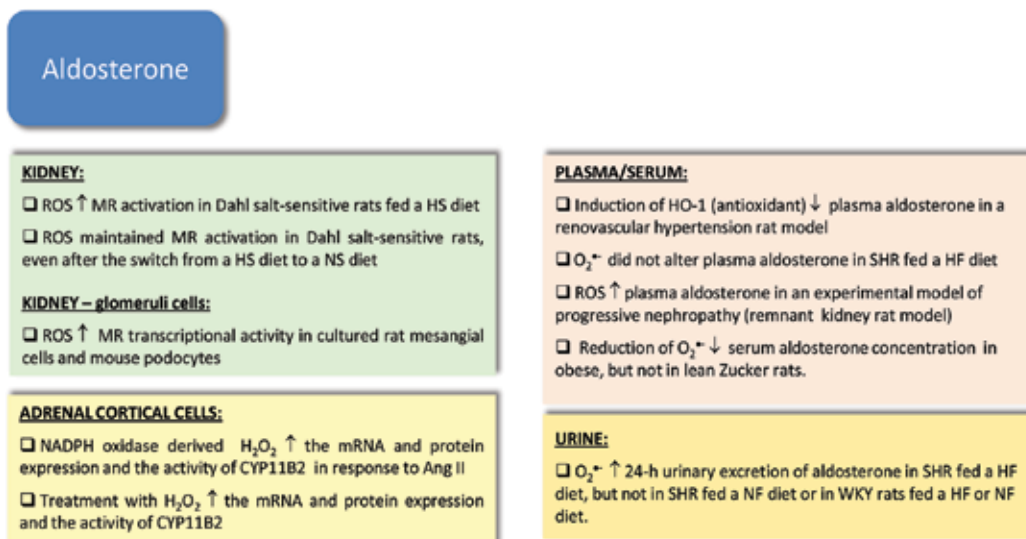 Aldosterone
KIDNEY:
❑ ROS ↑ MR activation in Dahl salt-sensitive rats fed a HS diet
❑ ROS maintained MR activation in Dahl salt-sensitive rats,
even after the switch from a HS diet to a NS diet
KIDNEY – glomeruli cells:
❑ ROS ↑ MR transcriptional activity in cultured rat mesangial
cells and mouse podocytes
ADRENAL CORTICAL CELLS:
❑ NADPH oxidase derived H₂O₂ ↑ the mRNA and protein
expression and the activity of CYP11B2 in response to Ang II
❑ Treatment with H₂O₂ ↑ the mRNA and protein expression
and the activity of CYP11B2
PLASMA/SERUM:
❑ Induction of HO-1 (antioxidant) ↓ plasma aldosterone in a
renovascular hypertension rat model
❑ O₂•⁻ did not alter plasma aldosterone in SHR fed a HF diet
❑ ROS ↑ plasma aldosterone in an experimental model of
progressive nephropathy (remnant kidney rat model)
❑ Reduction of O₂•⁻ ↓ serum aldosterone concentration in
obese, but not in lean Zucker rats.
URINE:
❑ O₂•⁻ ↑ 24-h urinary excretion of aldosterone in SHR fed a HF
diet, but not in SHR fed a NF diet or in WKY rats fed a HF or NF
diet.